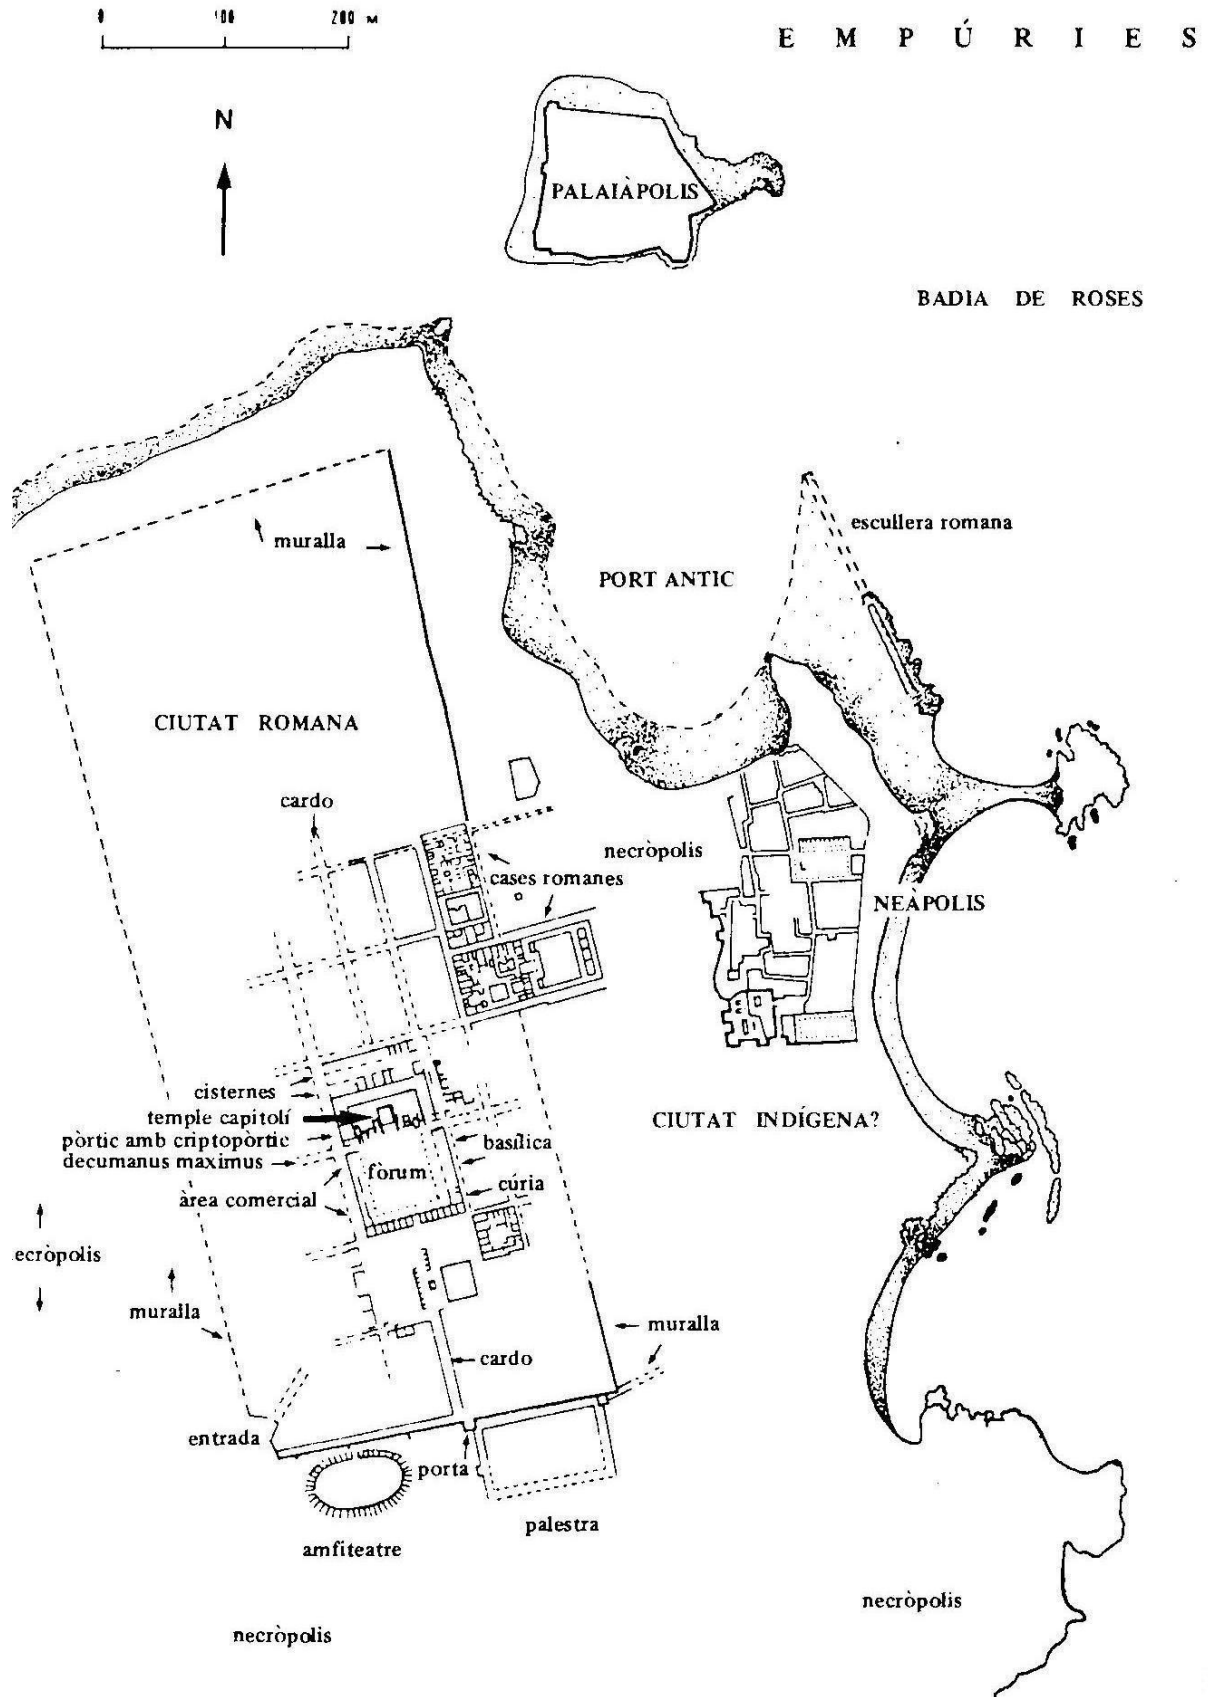 0 100 200 M
E M P Ú R I E S
N
PALAIÀPOLIS
BADIA DE ROSES
escullera romana
muralla
PORT ANTIC
CIUTAT ROMANA
cardo
necròpolis
cases romanes
NEÀPOLIS
cisternes
temple capitolí
pòrtic amb criptopòrtic
decumanus maximus
fòrum
basílica
CIUTAT INDÍGENA?
àrea comercial
cúria
ecròpolis
muralla
muralla
cardo
entrada
porta
palestra
amfiteatre
necròpolis
necròpolis